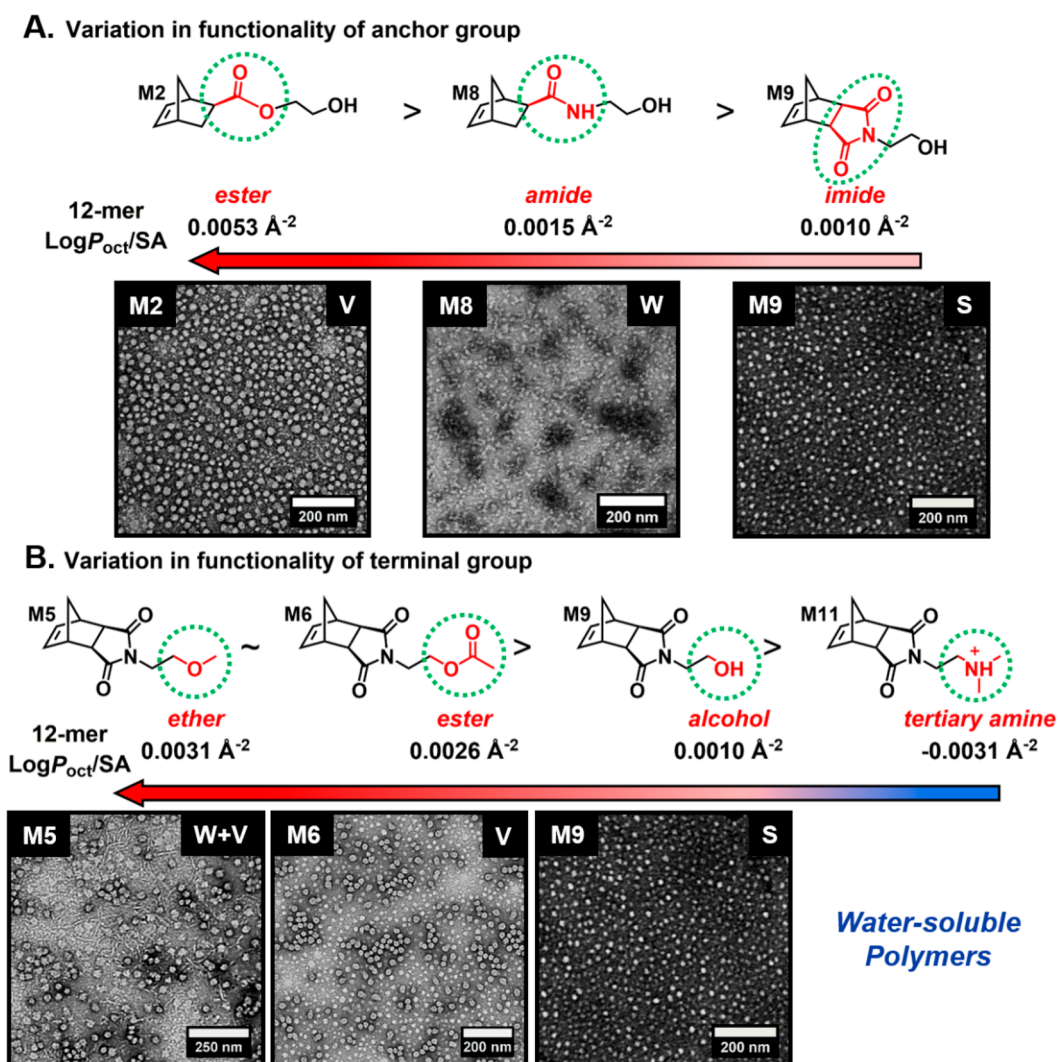 A. Variation in functionality of anchor group
M2 O O OH > M8 O NH OH > M9 O N O OH
ester amide imide
12-mer
LogPoct/SA 0.0053 Å-2 0.0015 Å-2 0.0010 Å-2
M2 V M8 W M9 S
200 nm 200 nm 200 nm
B. Variation in functionality of terminal group
M5 O N O O ~ M6 O N O O O > M9 O N O OH > M11 O N O + NH
ether ester alcohol tertiary amine
12-mer
LogPoct/SA 0.0031 Å-2 0.0026 Å-2 0.0010 Å-2 -0.0031 Å-2
M5 W+V M6 V M9 S
Water-soluble
Polymers
250 nm 200 nm 200 nm